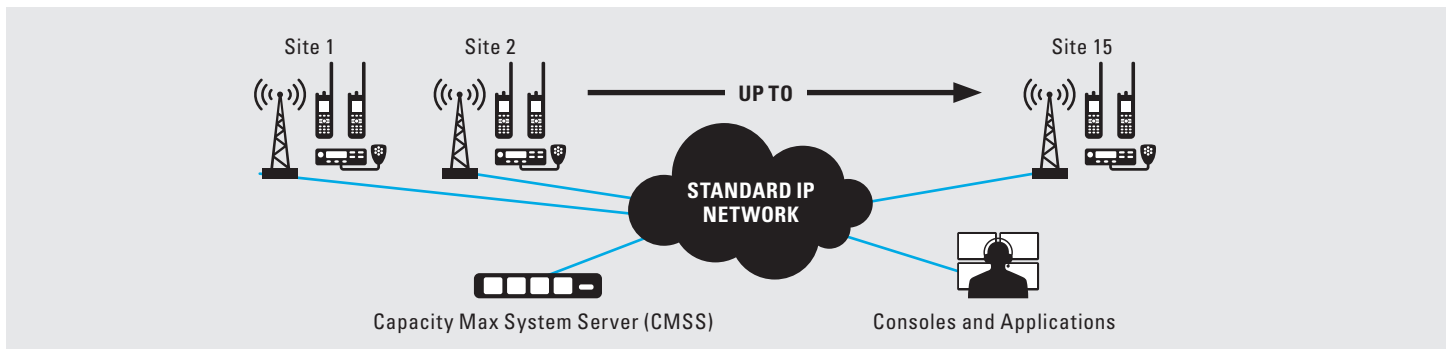 Site 1
Site 2
Site 15
UP TO
STANDARD IP
NETWORK
Capacity Max System Server (CMSS)
Consoles and Applications